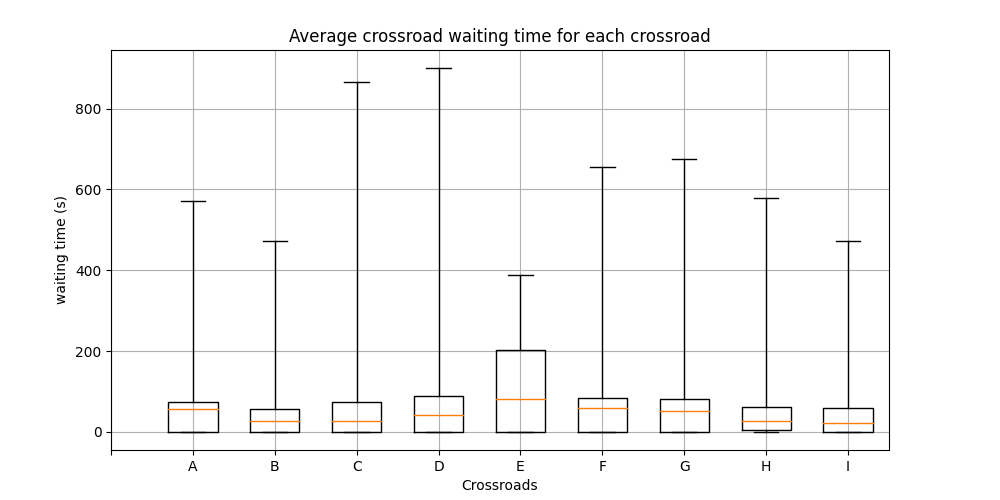 Average crossroad waiting time for each crossroad
waiting time (s)
800
600
400
200
0
A B C D E F G H I
Crossroads